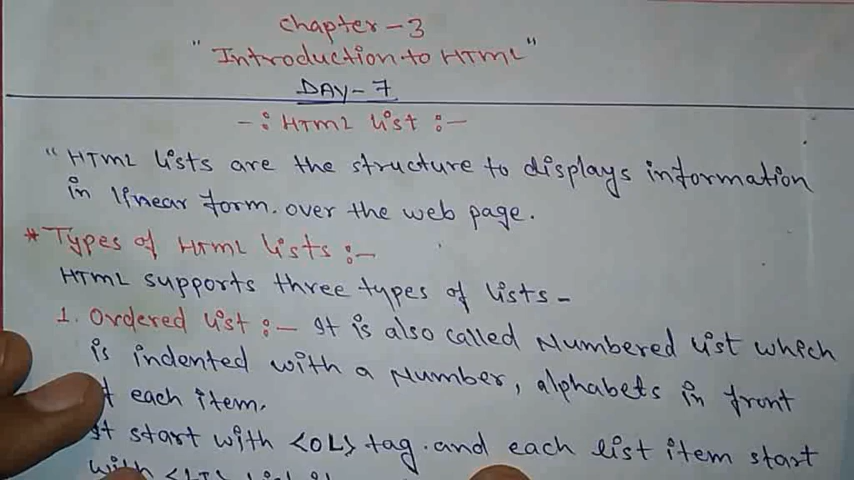 Chapter-3
"Introduction to HTML"
DAY-7
-: HTML List :-
"HTML lists are the structure to displays information
in linear form. over the web page.
* Types of HTML Lists :-
HTML supports three types of lists -
1. Ordered List :- It is also called Numbered List which
is indented with a Number, alphabets in front
each item.
It start with <OL> tag. and each list item start
with